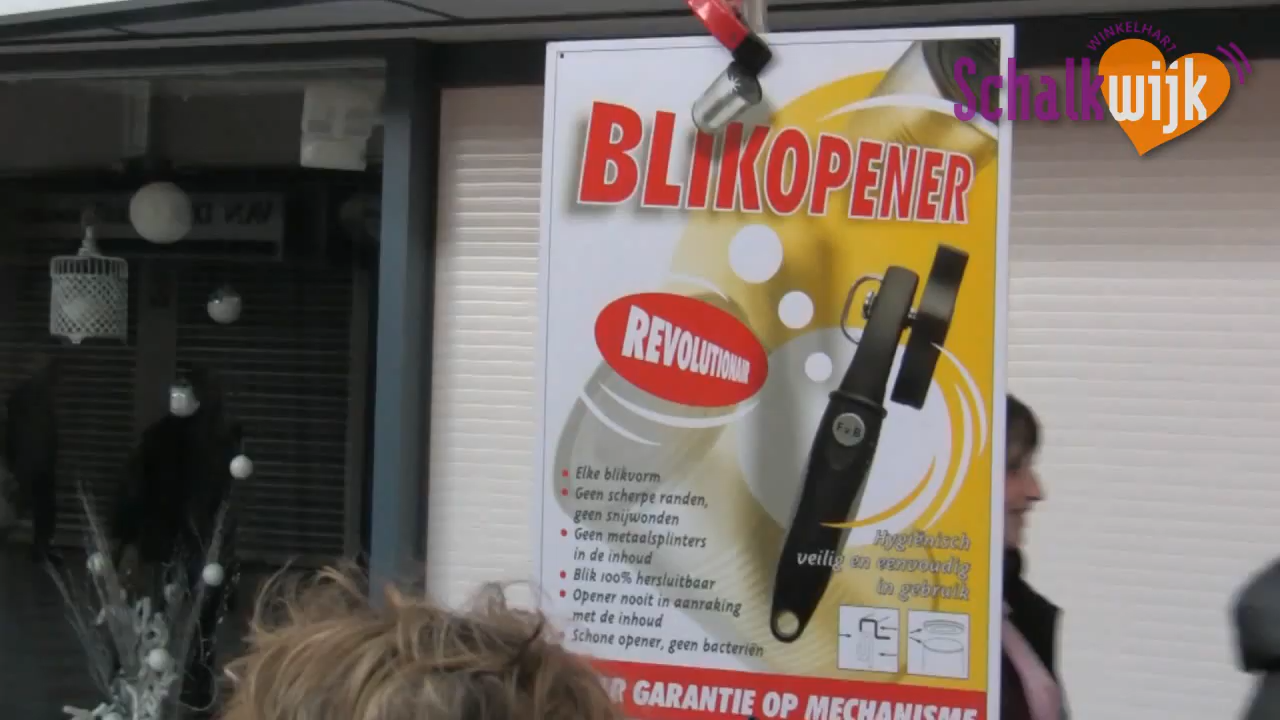 WINKELHART
Schalkwijk
BLIKOPENER
REVOLUTIONAIR
F v B
Elke blikvorm
Geen scherpe randen,
geen snijwonden
Geen metaalsplinters
in de inhoud
Blik 100% hersluitbaar
Opener nooit in aanraking
met de inhoud
Schone opener, geen bacteriën
Hygiënisch
veilig en eenvoudig
in gebruik
GARANTIE OP MECHANISME